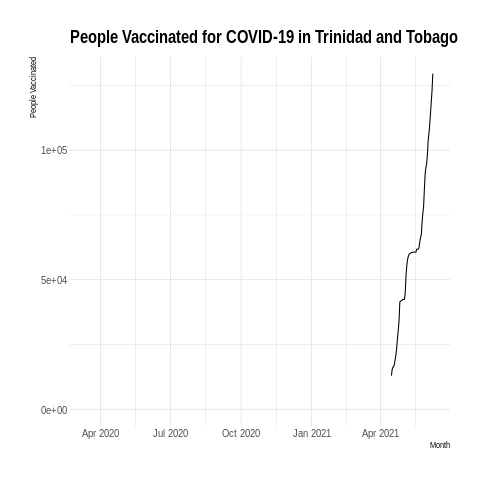 People Vaccinated for COVID-19 in Trinidad and Tobago
People Vaccinated
1e+05
5e+04
0e+00
Apr 2020 Jul 2020 Oct 2020 Jan 2021 Apr 2021
Month